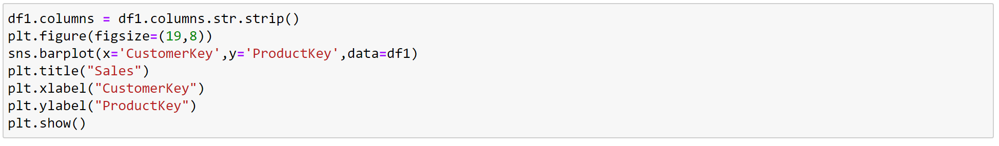 df1.columns = df1.columns.str.strip()
plt.figure(figsize=(19,8))
sns.barplot(x='CustomerKey',y='ProductKey',data=df1)
plt.title("Sales")
plt.xlabel("CustomerKey")
plt.ylabel("ProductKey")
plt.show()